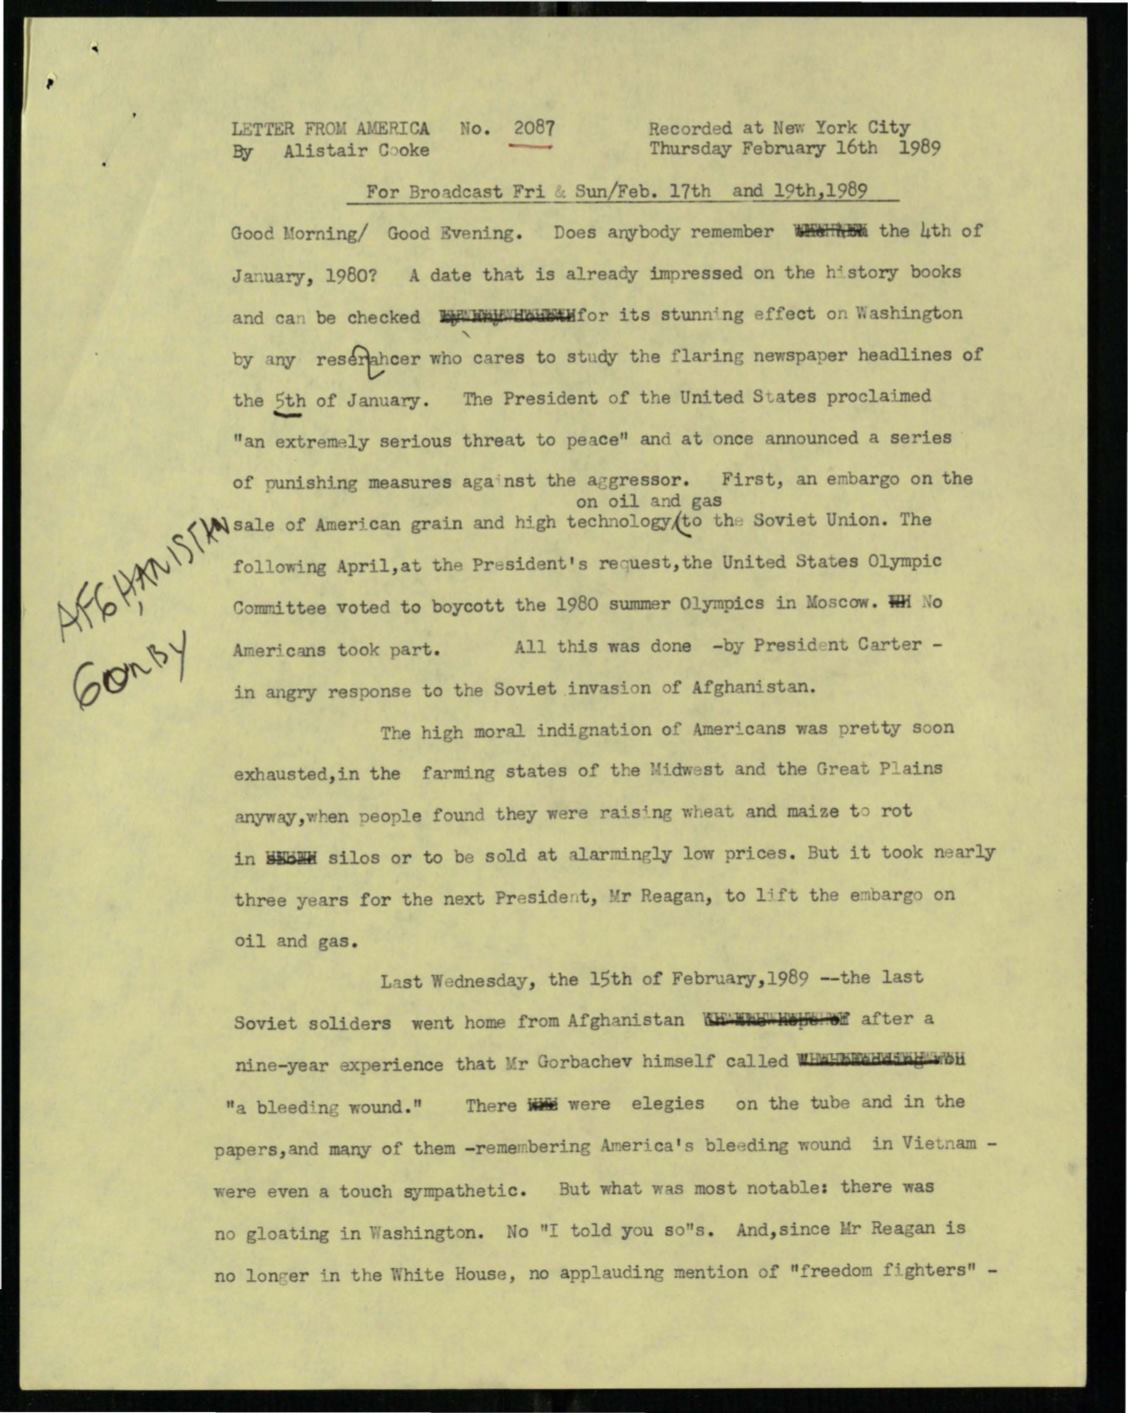 LETTER FROM AMERICA No. 2087 Recorded at New York City
By Alistair Cooke Thursday February 16th 1989
For Broadcast Fri & Sun/Feb. 17th and 19th,1989
Good Morning/ Good Evening. Does anybody remember the 4th of
January, 1980? A date that is already impressed on the history books
and can be checked for its stunning effect on Washington
by any reserahcer who cares to study the flaring newspaper headlines of
the 5th of January. The President of the United States proclaimed
"an extremely serious threat to peace" and at once announced a series
of punishing measures against the aggressor. First, an embargo on the
on oil and gas
sale of American grain and high technology/(to the Soviet Union. The
following April,at the President's request,the United States Olympic
Committee voted to boycott the 1980 summer Olympics in Moscow. No
Americans took part. All this was done -by President Carter -
in angry response to the Soviet invasion of Afghanistan.
AFGHANISTAN
GORBY
The high moral indignation of Americans was pretty soon
exhausted,in the farming states of the Midwest and the Great Plains
anyway,when people found they were raising wheat and maize to rot
in silos or to be sold at alarmingly low prices. But it took nearly
three years for the next President, Mr Reagan, to lift the embargo on
oil and gas.
Last Wednesday, the 15th of February,1989 --the last
Soviet soliders went home from Afghanistan after a
nine-year experience that Mr Gorbachev himself called
"a bleeding wound." There were elegies on the tube and in the
papers,and many of them -remembering America's bleeding wound in Vietnam -
were even a touch sympathetic. But what was most notable: there was
no gloating in Washington. No "I told you so"s. And,since Mr Reagan is
no longer in the White House, no applauding mention of "freedom fighters" -